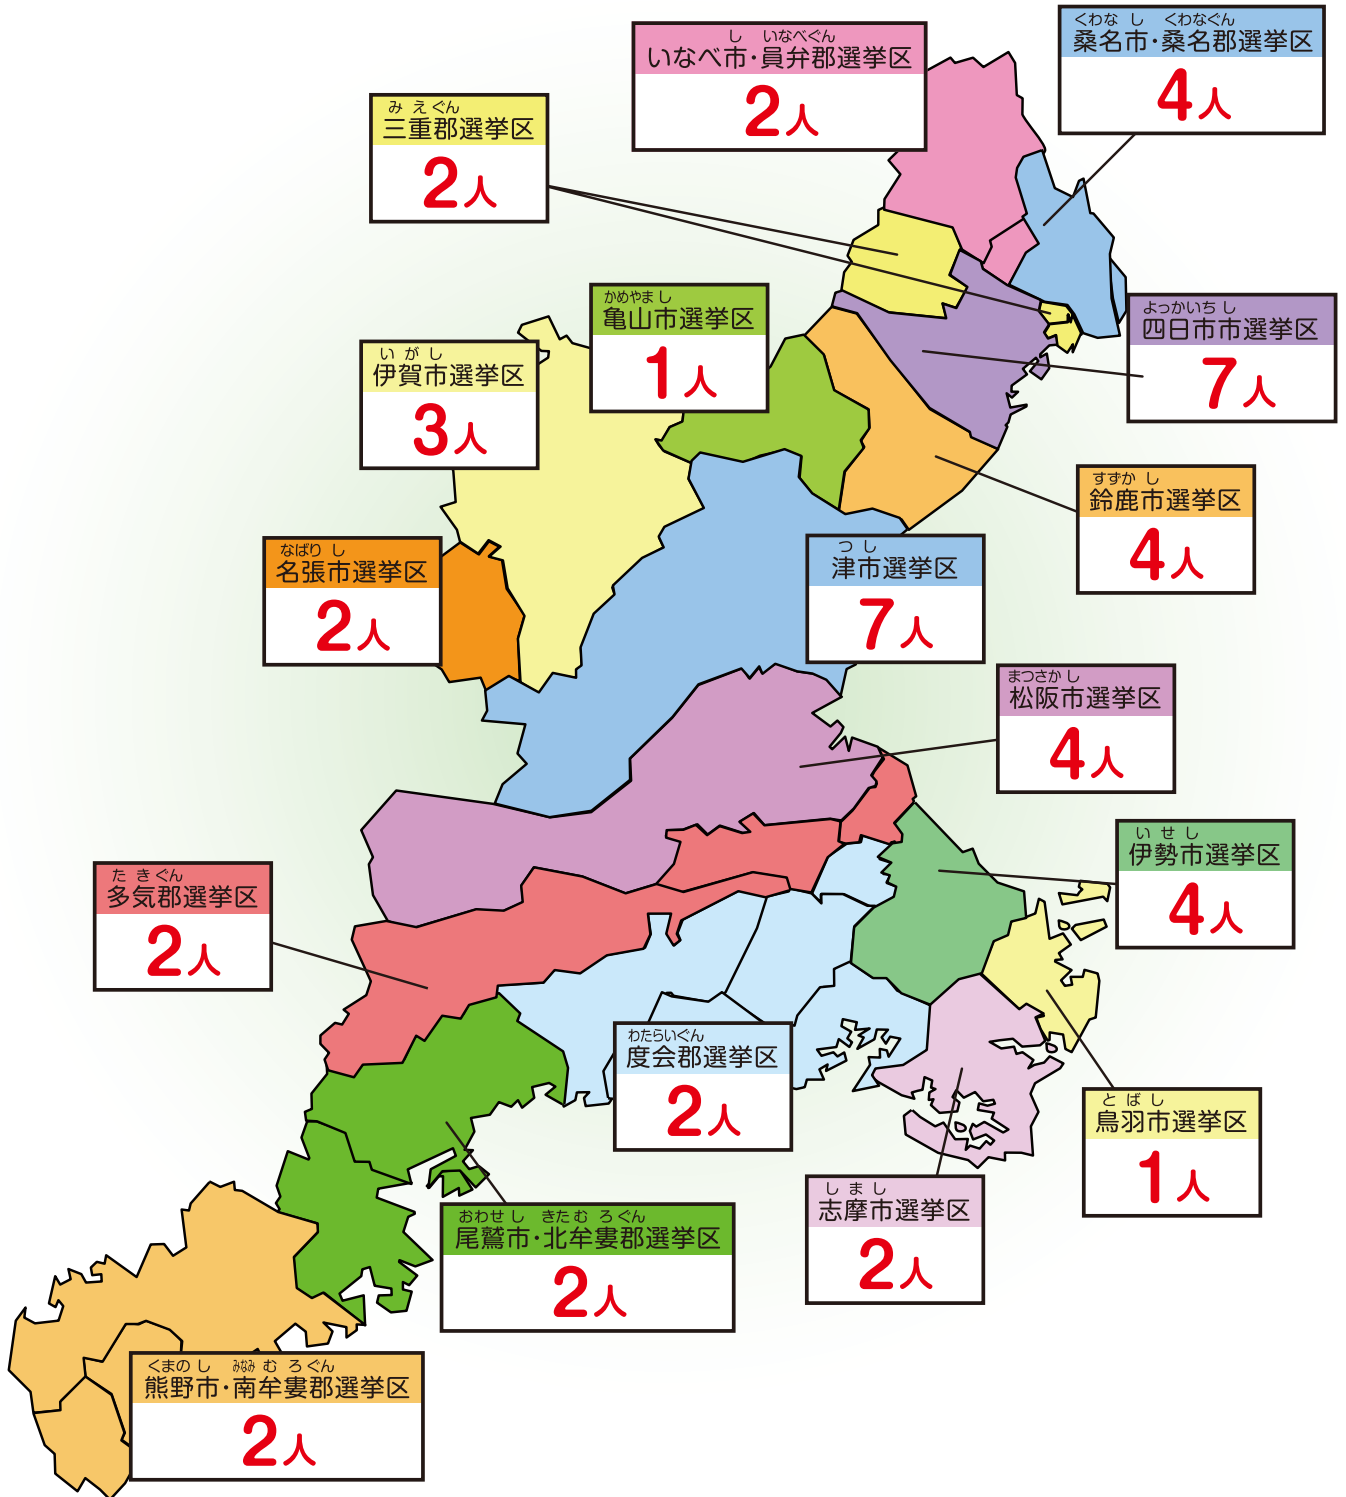 くわな し くわなぐん
桑名市・桑名郡選挙区
4人
し いなべぐん
いなべ市・員弁郡選挙区
2人
み え ぐん
三重郡選挙区
2人
かめやま し
亀山市選挙区
1人
よっかいち し
四日市市選挙区
7人
い が し
伊賀市選挙区
3人
すずか し
鈴鹿市選挙区
4人
なばり し
名張市選挙区
2人
つ し
津市選挙区
7人
まつさか し
松阪市選挙区
4人
い せ し
伊勢市選挙区
4人
た き ぐん
多気郡選挙区
2人
わたらいぐん
度会郡選挙区
2人
と ば し
鳥羽市選挙区
1人
し ま し
志摩市選挙区
2人
おわせ し きた む ろ ぐん
尾鷲市・北牟婁郡選挙区
2人
くまの し みなみ む ろ ぐん
熊野市・南牟婁郡選挙区
2人